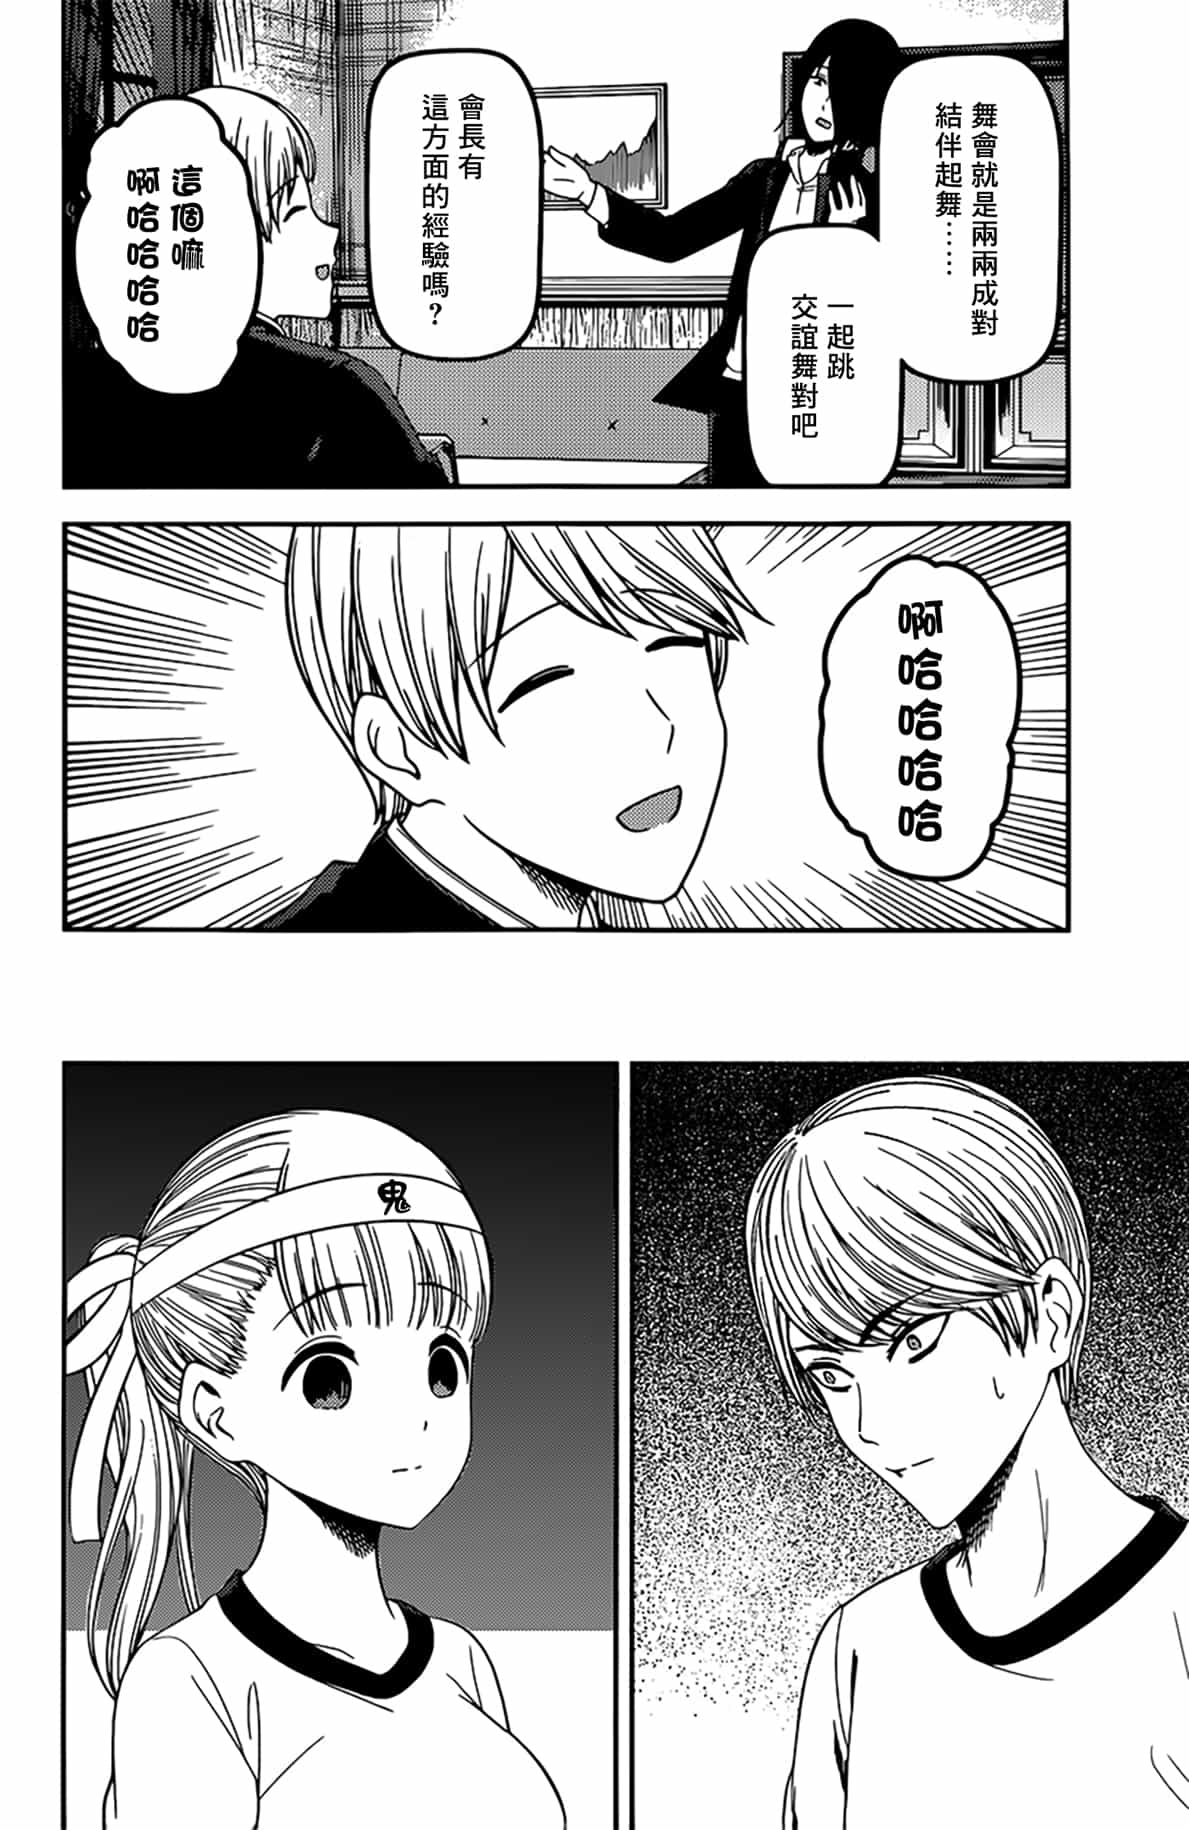 舞會就是兩兩成對
結伴起舞……
一起跳
交誼舞對吧
會長有
這方面的經驗嗎？
這個嘛
啊哈哈哈哈
啊哈哈哈哈
鬼